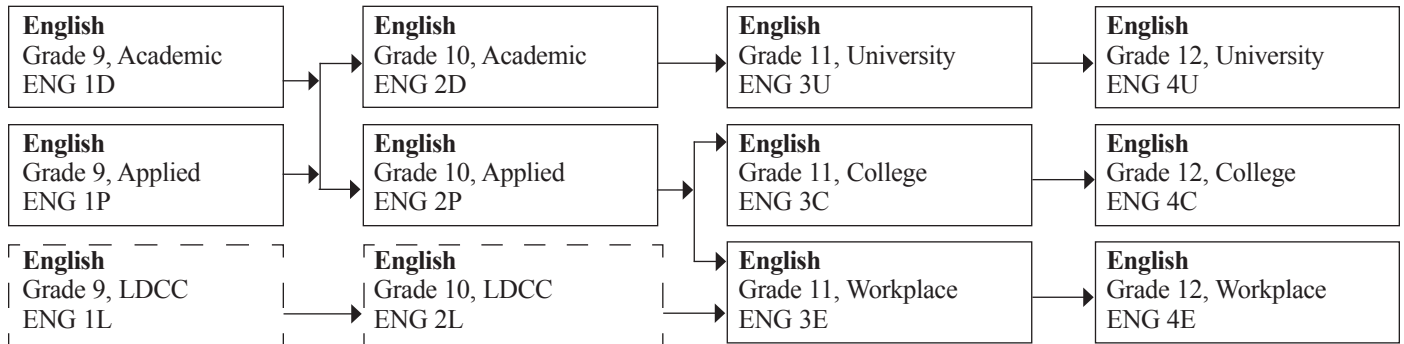 English
Grade 9, Academic
ENG 1D
English
Grade 10, Academic
ENG 2D
English
Grade 11, University
ENG 3U
English
Grade 12, University
ENG 4U
English
Grade 9, Applied
ENG 1P
English
Grade 10, Applied
ENG 2P
English
Grade 11, College
ENG 3C
English
Grade 12, College
ENG 4C
English
Grade 9, LDCC
ENG 1L
English
Grade 10, LDCC
ENG 2L
English
Grade 11, Workplace
ENG 3E
English
Grade 12, Workplace
ENG 4E